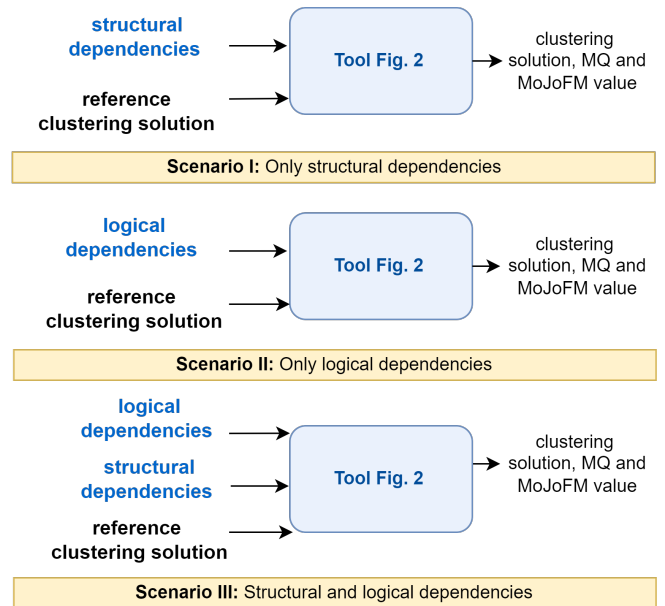 structural
dependencies
reference
clustering solution
Tool Fig. 2
clustering
solution, MQ and
MoJoFM value
Scenario I: Only structural dependencies
logical
dependencies
reference
clustering solution
Tool Fig. 2
clustering
solution, MQ and
MoJoFM value
Scenario II: Only logical dependencies
logical
dependencies
structural
dependencies
reference
clustering solution
Tool Fig. 2
clustering
solution, MQ and
MoJoFM value
Scenario III: Structural and logical dependencies